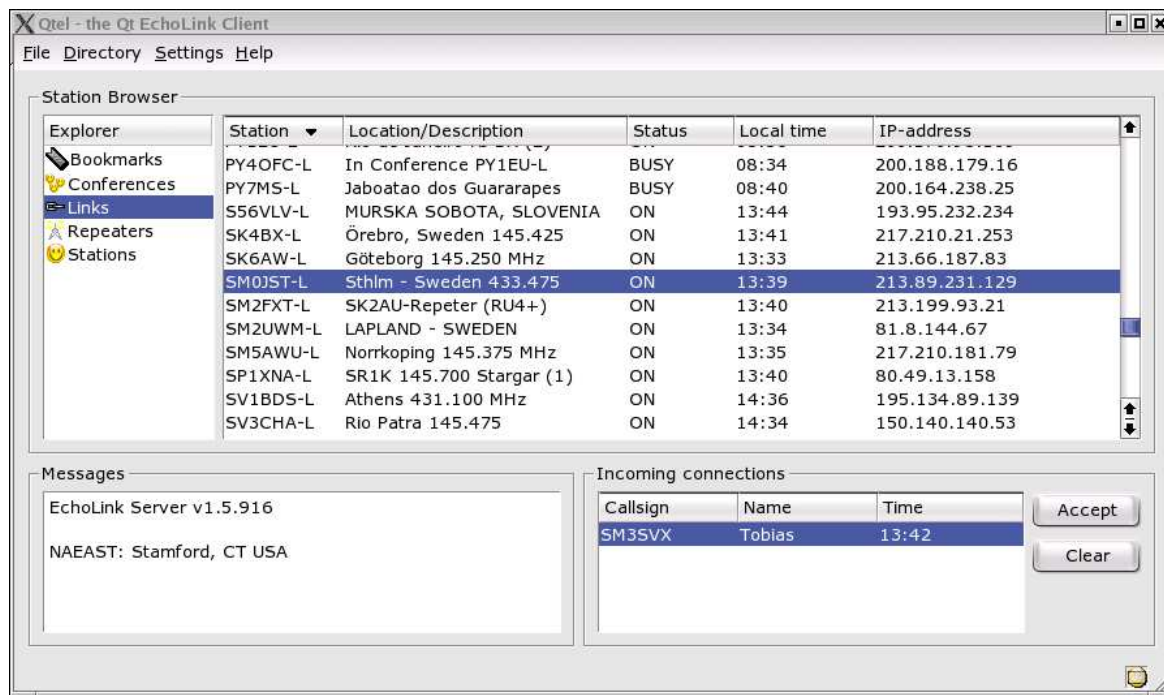 Qtel - the Qt EchoLink Client
File Directory Settings Help
Station Browser
Explorer
Bookmarks
Conferences
Links
Repeaters
Stations
Station Location/Description Status Local time IP-address
PY4OFC-L In Conference PY1EU-L BUSY 08:34 200.188.179.16
PY7MS-L Jaboatao dos Guararapes BUSY 08:40 200.164.238.25
S56VLV-L MURSKA SOBOTA, SLOVENIA ON 13:44 193.95.232.234
SK4BX-L Örebro, Sweden 145.425 ON 13:41 217.210.21.253
SK6AW-L Göteborg 145.250 MHz ON 13:33 213.66.187.83
SM0JST-L Sthlm - Sweden 433.475 ON 13:39 213.89.231.129
SM2FXT-L SK2AU-Repeter (RU4+) ON 13:40 213.199.93.21
SM2UWM-L LAPLAND - SWEDEN ON 13:34 81.8.144.67
SM5AWU-L Norrkoping 145.375 MHz ON 13:35 217.210.181.79
SP1XNA-L SR1K 145.700 Stargar (1) ON 13:40 80.49.13.158
SV1BDS-L Athens 431.100 MHz ON 14:36 195.134.89.139
SV3CHA-L Rio Patra 145.475 ON 14:34 150.140.140.53
Messages
EchoLink Server v1.5.916
NAEAST: Stamford, CT USA
Incoming connections
Callsign Name Time
SM3SVX Tobias 13:42
Accept
Clear